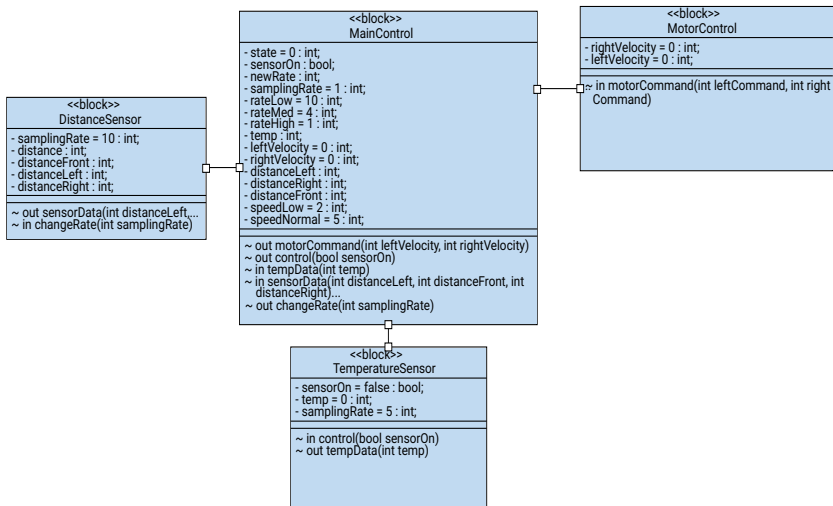 <<block>>
DistanceSensor
- samplingRate = 10 : int;
- distance : int;
- distanceFront : int;
- distanceLeft : int;
- distanceRight : int;
~ out sensorData(int distanceLeft,...
~ in changeRate(int samplingRate)
<<block>>
MainControl
- state = 0 : int;
- sensorOn : bool;
- newRate : int;
- samplingRate = 1 : int;
- rateLow = 10 : int;
- rateMed = 4 : int;
- rateHigh = 1 : int;
- temp : int;
- leftVelocity = 0 : int;
- rightVelocity = 0 : int;
- distanceLeft : int;
- distanceRight : int;
- distanceFront : int;
- speedLow = 2 : int;
- speedNormal = 5 : int;
~ out motorCommand(int leftVelocity, int rightVelocity)
~ out control(bool sensorOn)
~ in tempData(int temp)
~ in sensorData(int distanceLeft, int distanceFront, int
distanceRight)...
~ out changeRate(int samplingRate)
<<block>>
MotorControl
- rightVelocity = 0 : int;
- leftVelocity = 0 : int;
~ in motorCommand(int leftCommand, int right
Command)
<<block>>
TemperatureSensor
- sensorOn = false : bool;
- temp = 0 : int;
- samplingRate = 5 : int;
~ in control(bool sensorOn)
~ out tempData(int temp)